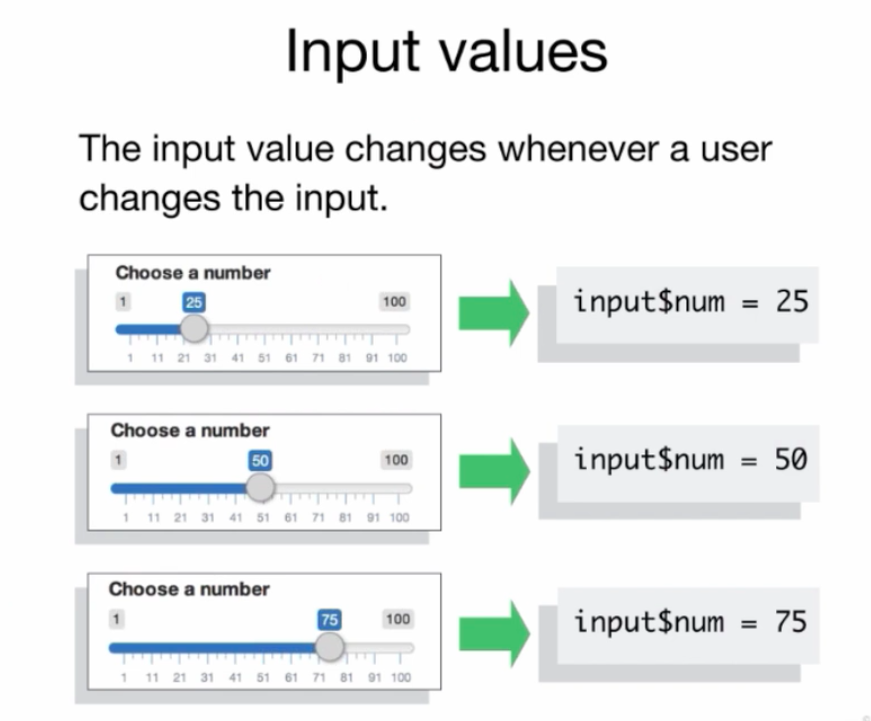 Input values
The input value changes whenever a user
changes the input.
Choose a number
1 25 100
1 11 21 31 41 51 61 71 81 91 100
input$num = 25
Choose a number
1 50 100
1 11 21 31 41 51 61 71 81 91 100
input$num = 50
Choose a number
1 75 100
1 11 21 31 41 51 61 71 81 91 100
input$num = 75